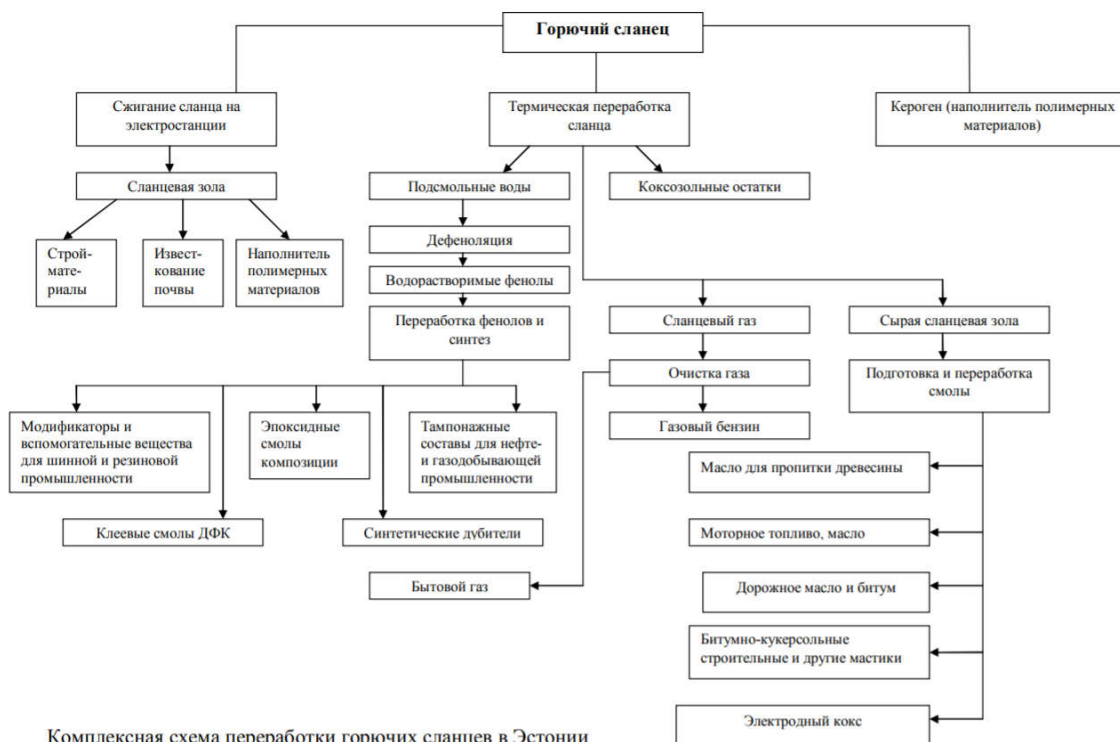 Горючий сланец
Сжигание сланца на
электростанции
Термическая переработка
сланца
Кероген (наполнитель полимерных
материалов)
Сланцевая зола
Подсмольные воды
Коксозольные остатки
Строй-
мате-
риалы
Извест-
кование
почвы
Наполнитель
полимерных
материалов
Дефеноляция
Водорастворимые фенолы
Переработка фенолов и
синтез
Сланцевый газ
Сырая сланцевая зола
Очистка газа
Подготовка и переработка
смолы
Газовый бензин
Модификаторы и
вспомогательные вещества
для шинной и резиновой
промышленности
Эпоксидные
смолы
композиции
Тампонажные
составы для нефте-
и газодобывающей
промышленности
Масло для пропитки древесины
Клеевые смолы ДФК
Синтетические дубители
Моторное топливо, масло
Бытовой газ
Дорожное масло и битум
Битумно-кукерсольные
строительные и другие мастики
Электродный кокс
Комплексная схема переработки горючих сланцев в Эстонии